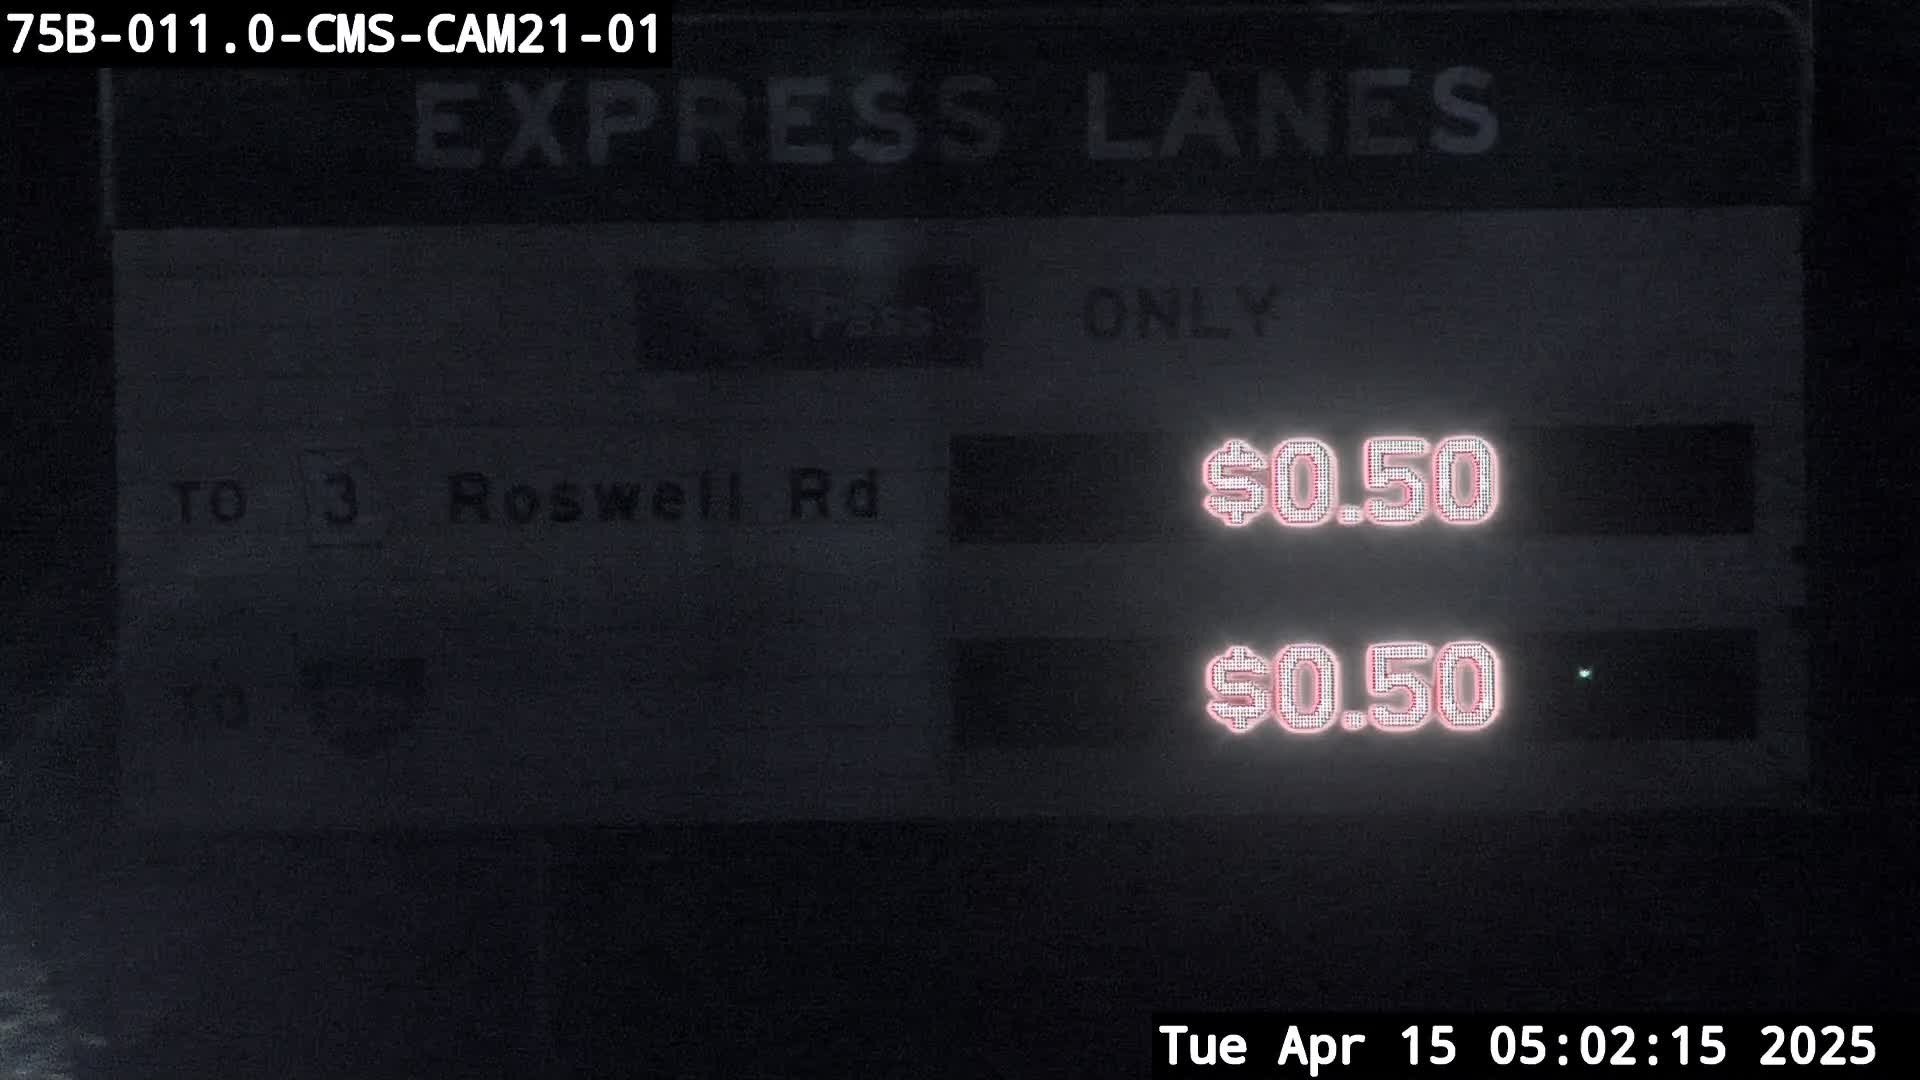 75B-011.0-CMS-CAM21-01
EXPRESS LANES
ONLY
TO 3 Roswell Rd $0.50
TO $0.50
Tue Apr 15 05:02:15 2025